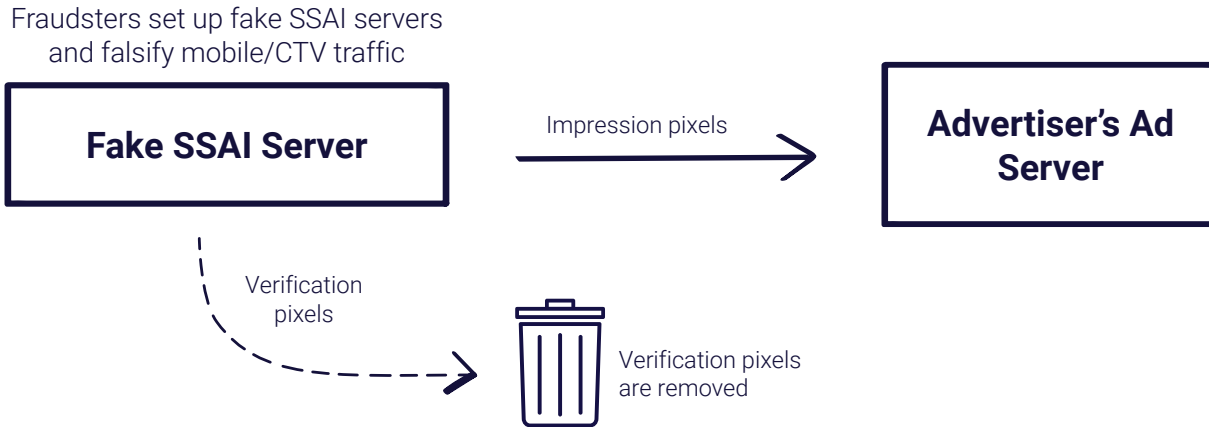 Fraudsters set up fake SSAI servers
and falsify mobile/CTV traffic
Fake SSAI Server
Impression pixels
Advertiser's Ad
Server
Verification
pixels
Verification pixels
are removed